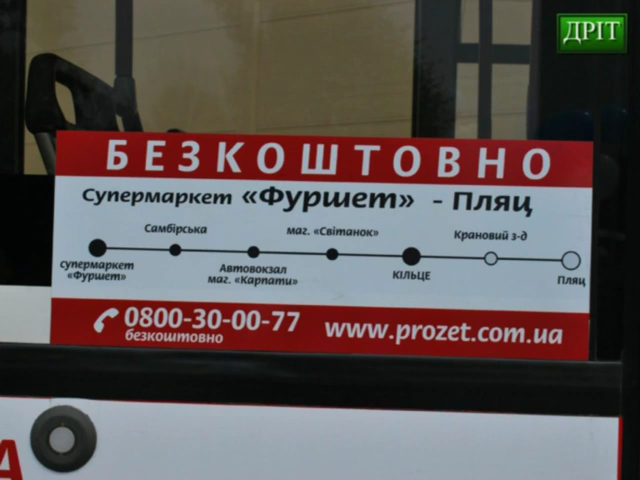 ДРІТ
БЕЗКОШТОВНО
Супермаркет «Фуршет» - Пляц
Самбірська
маг. «Світанок»
Крановий з-д
супермаркет
«Фуршет»
Автовокзал
маг. «Карпати»
КІЛЬЦЕ
Пляц
0800-30-00-77
безкоштовно
www.prozet.com.ua
А